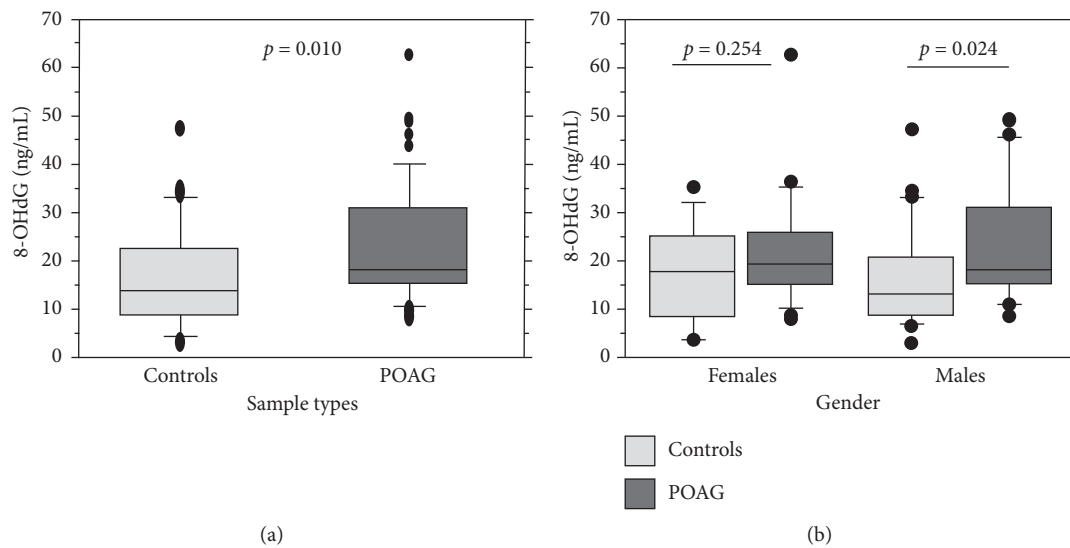 70
60
50
40
30
20
10
0
8-OHdG (ng/mL)
p = 0.010
Controls
POAG
Sample types
(a)
70
60
50
40
30
20
10
0
8-OHdG (ng/mL)
p = 0.254
p = 0.024
Females
Males
Gender
Controls
POAG
(b)